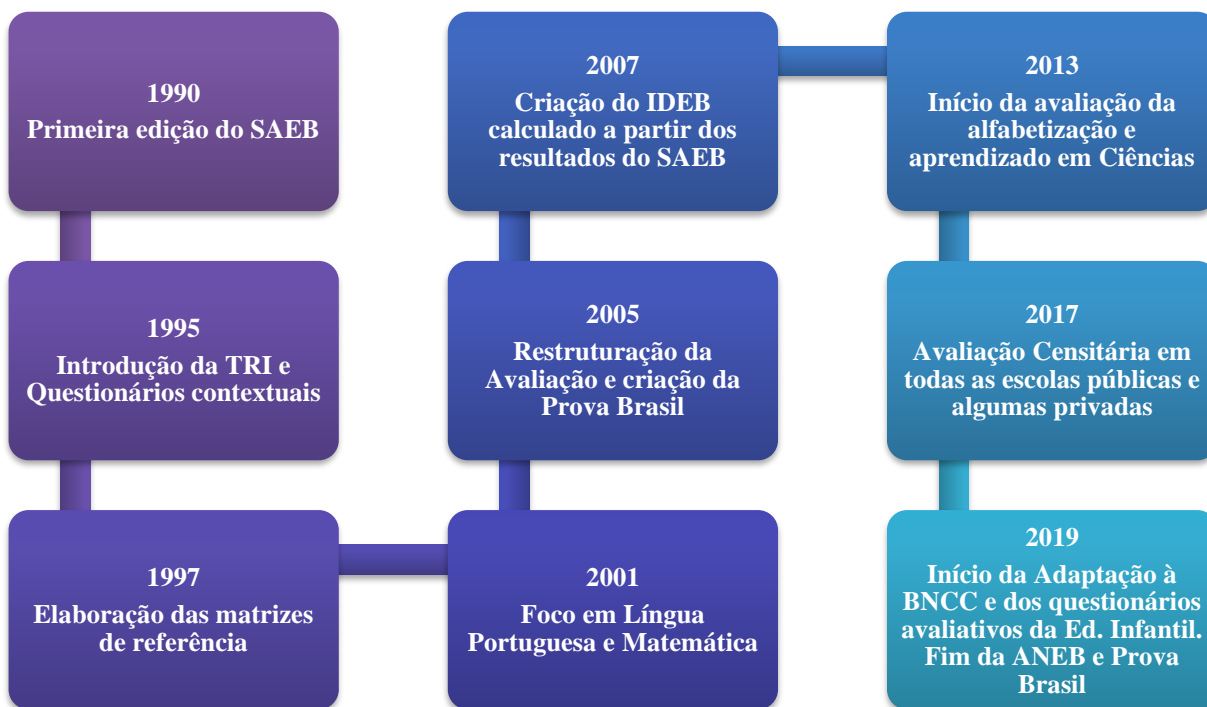 1990
Primeira edição do SAEB
1995
Introdução da TRI e
Questionários contextuais
1997
Elaboração das matrizes
de referência
2001
Foco em Língua
Portuguesa e Matemática
2005
Restruturação da
Avaliação e criação da
Prova Brasil
2007
Criação do IDEB
calculado a partir dos
resultados do SAEB
2013
Início da avaliação da
alfabetização e
aprendizado em Ciências
2017
Avaliação Censitária em
todas as escolas públicas e
algumas privadas
2019
Início da Adaptação à
BNCC e dos questionários
avaliativos da Ed. Infantil.
Fim da ANEB e Prova
Brasil